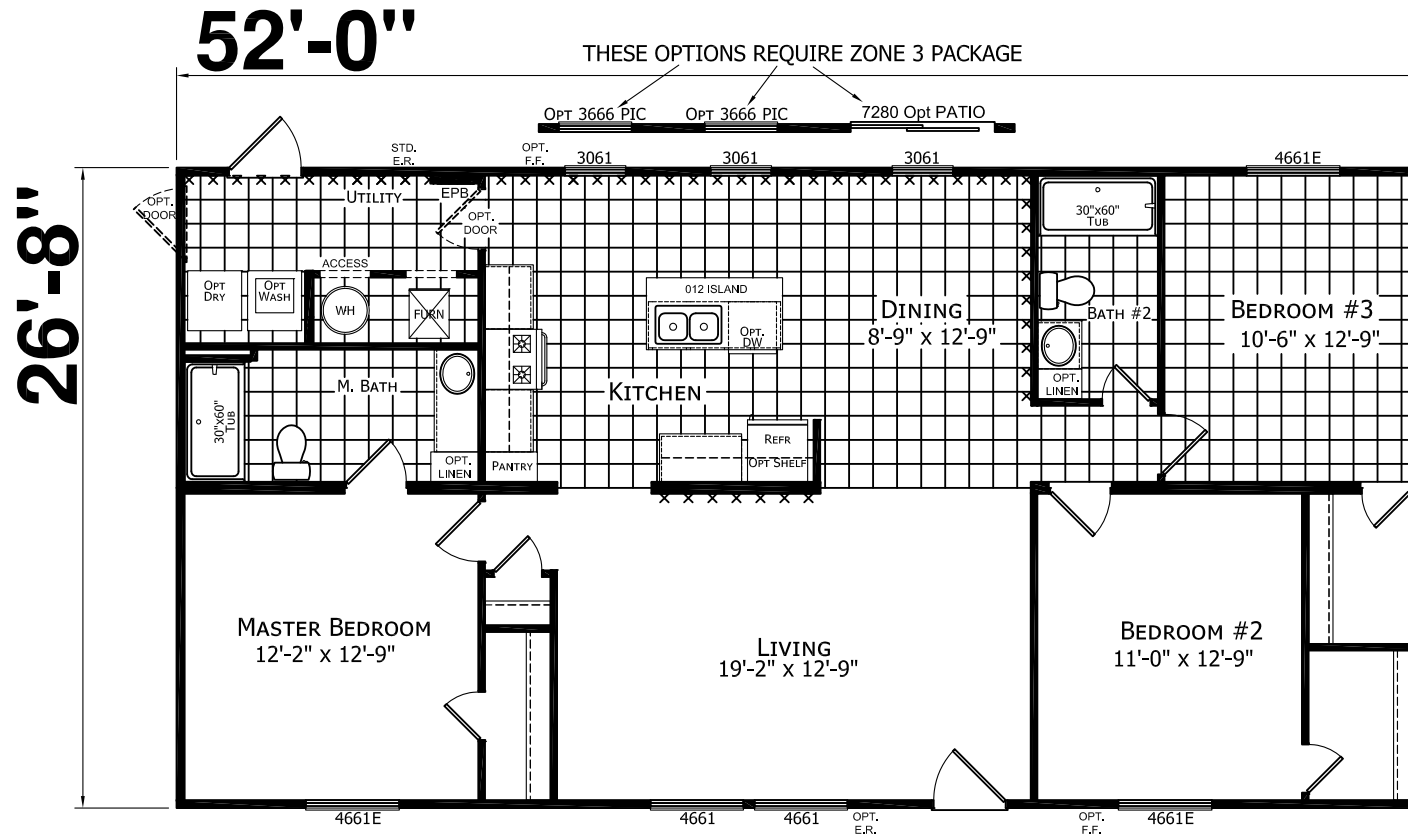 52'-0"
THESE OPTIONS REQUIRE ZONE 3 PACKAGE
OPT 3666 PIC
OPT 3666 PIC
7280 Opt PATIO
STD.
E.R.
OPT.
F.F.
3061
3061
3061
4661E
26'-8"
OPT.
DOOR
UTILITY
EPB
OPT.
DOOR
ACCESS
OPT
DRY
OPT
WASH
WH
FURN
012 ISLAND
OPT.
DW
DINING
8'-9" X 12'-9"
30"x60"
TUB
BATH #2
OPT.
LINEN
BEDROOM #3
10'-6" X 12'-9"
M. BATH
30"x60"
TUB
OPT.
LINEN
KITCHEN
PANTRY
REFR
OPT SHELF
MASTER BEDROOM
12'-2" X 12'-9"
LIVING
19'-2" X 12'-9"
BEDROOM #2
11'-0" X 12'-9"
4661E
4661
4661
OPT.
E.R.
OPT.
F.F.
4661E